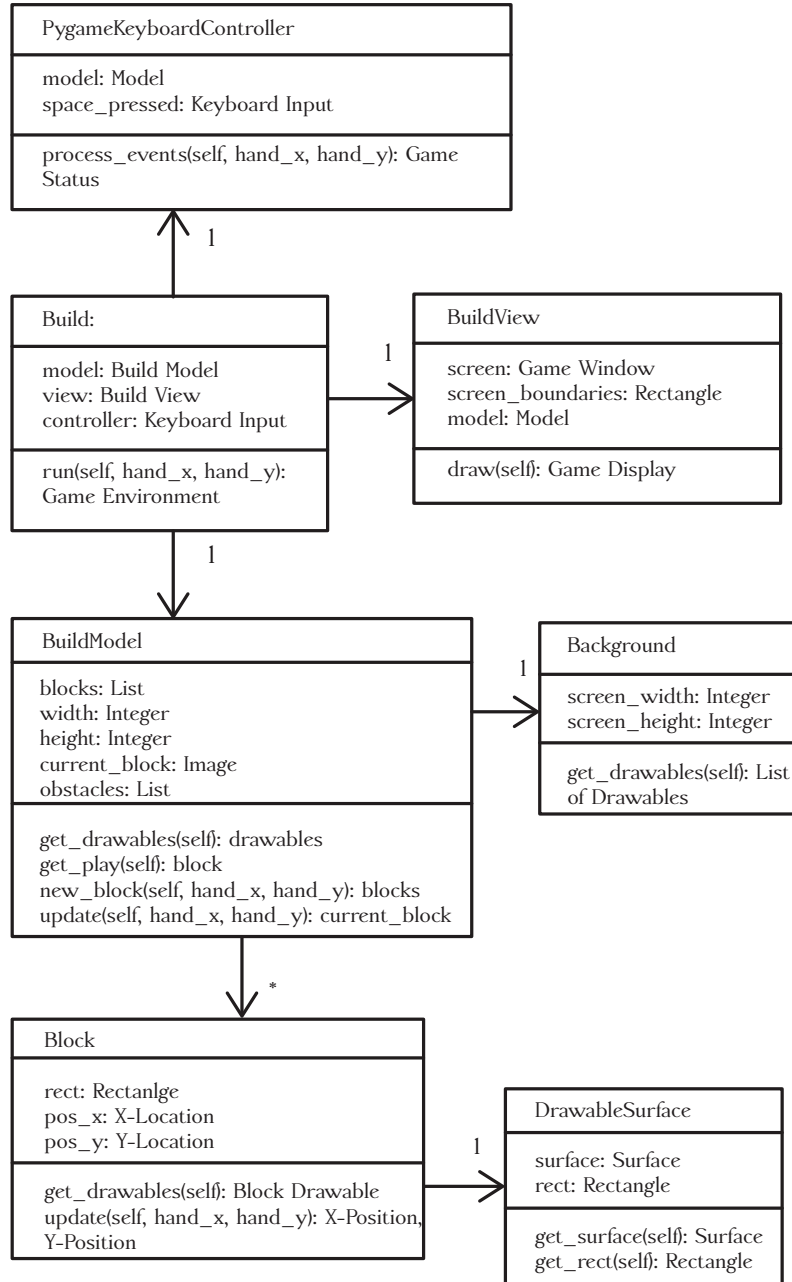 PygameKeyboardController
model: Model
space_pressed: Keyboard Input
process_events(self, hand_x, hand_y): Game
Status
1
Build:
model: Build Model
view: Build View
controller: Keyboard Input
run(self, hand_x, hand_y):
Game Environment
1
BuildView
screen: Game Window
screen_boundaries: Rectangle
model: Model
draw(self): Game Display
1
BuildModel
blocks: List
width: Integer
height: Integer
current_block: Image
obstacles: List
get_drawables(self): drawables
get_play(self): block
new_block(self, hand_x, hand_y): blocks
update(self, hand_x, hand_y): current_block
1
Background
screen_width: Integer
screen_height: Integer
get_drawables(self): List
of Drawables
*
Block
rect: Rectanlge
pos_x: X-Location
pos_y: Y-Location
get_drawables(self): Block Drawable
update(self, hand_x, hand_y): X-Position,
Y-Position
1
DrawableSurface
surface: Surface
rect: Rectangle
get_surface(self): Surface
get_rect(self): Rectangle